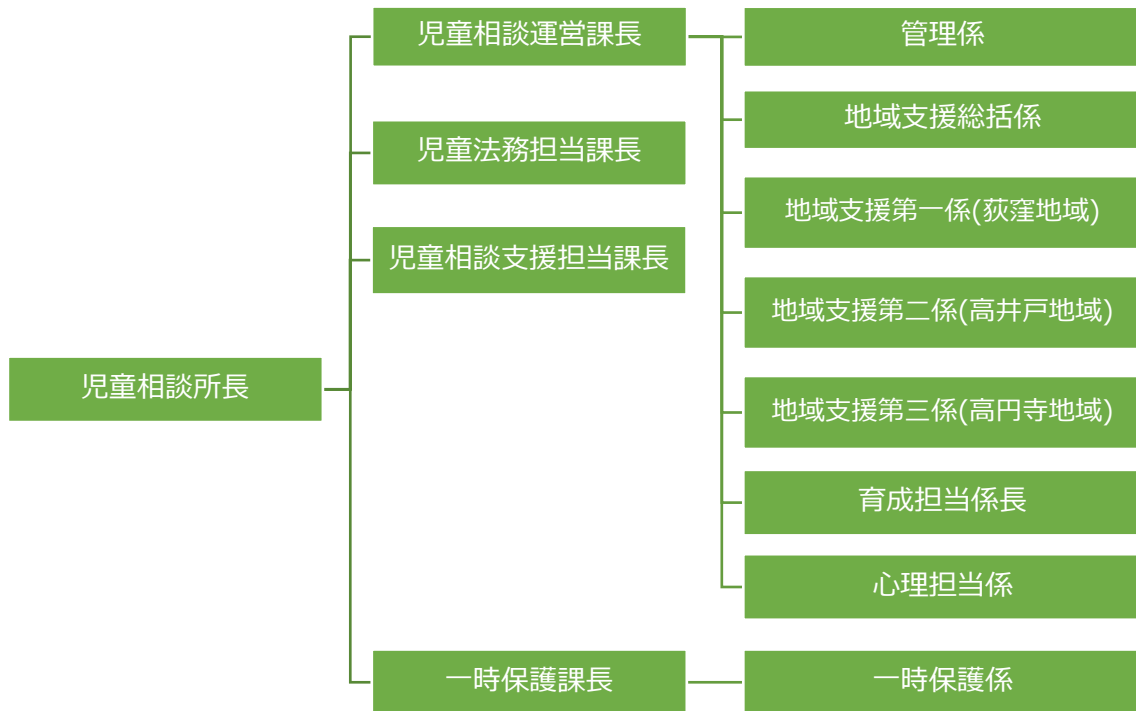 児童相談所長
児童相談運営課長
管理係
地域支援総括係
地域支援第一係(荻窪地域)
地域支援第二係(高井戸地域)
地域支援第三係(高円寺地域)
育成担当係長
心理担当係
児童法務担当課長
児童相談支援担当課長
一時保護課長
一時保護係